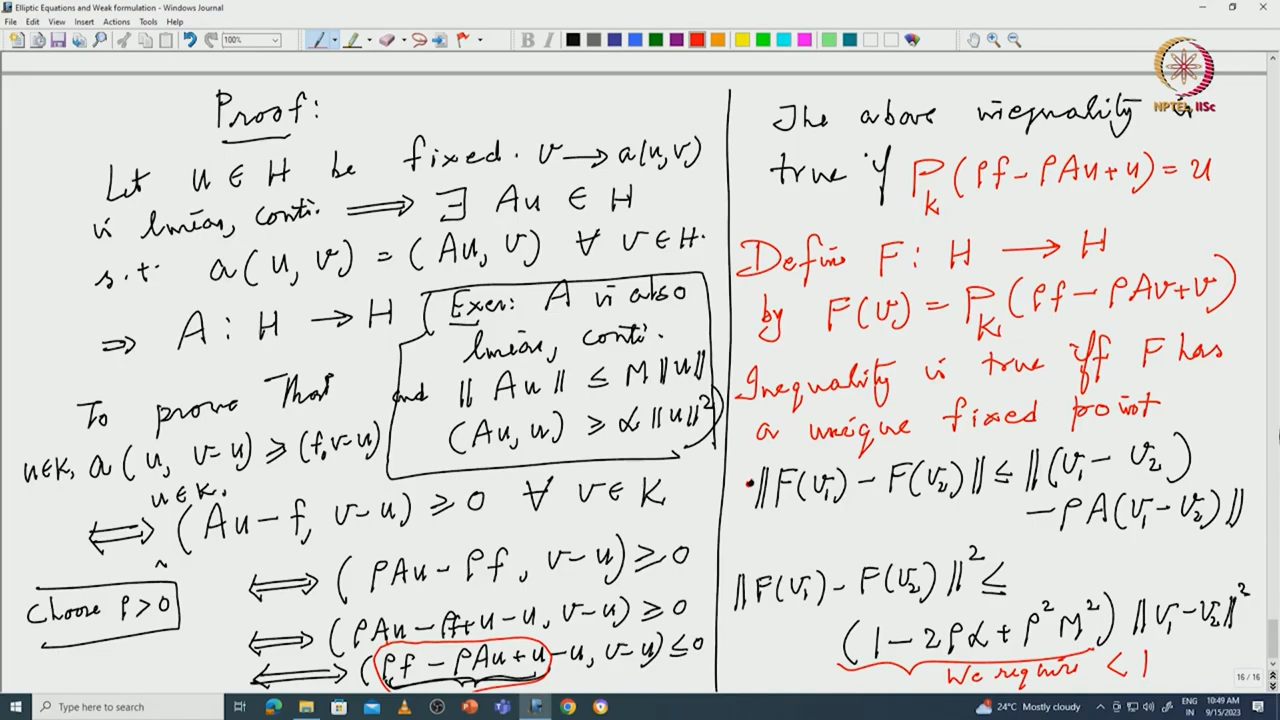 Elliptic Equations and Weak formulation - Windows Journal
File Edit View Insert Actions Tools Help
100%
B I
NPTEL IISc
Proof:
Let u ∈ H be fixed. v ⟶ a(u,v)
is linear, conti. ⟹ ∃ Au ∈ H
s.t. a(u, v) = (Au, v) ∀ v ∈ H.
⇒ A : H → H
Exer: A is also
linear, conti.
and ‖Au‖ ≤ M‖u‖
(Au, u) ≥ α‖u‖²
To prove That
u∈K, a(u, v-u) ≥ (f, v-u)
u∈K.
⟺ (Au - f, v-u) ≥ 0 ∀ v ∈ K
⟺ (ρAu - ρf, v-u) ≥ 0
Choose ρ>0
⟺ (ρAu - ρf+u-u, v-u) ≥ 0
⟺ (ρf - ρAu+u-u, v-u) ≤ 0
The above inequality is
true if P_K(ρf - ρAu+u) = u
Define F : H ⟶ H
by F(v) = P_K(ρf - ρAv+v)
Inequality is true iff F has
a unique fixed point
‖F(v₁) - F(v₂)‖ ≤ ‖(v₁ - v₂)
-ρA(v₁-v₂)‖
‖F(v₁) - F(v₂)‖² ≤
(1 - 2ρα + ρ²M²) ‖v₁-v₂‖²
We require < 1
16 / 16
Type here to search
24°C Mostly cloudy
ENG
IN
10:49 AM
9/15/2023